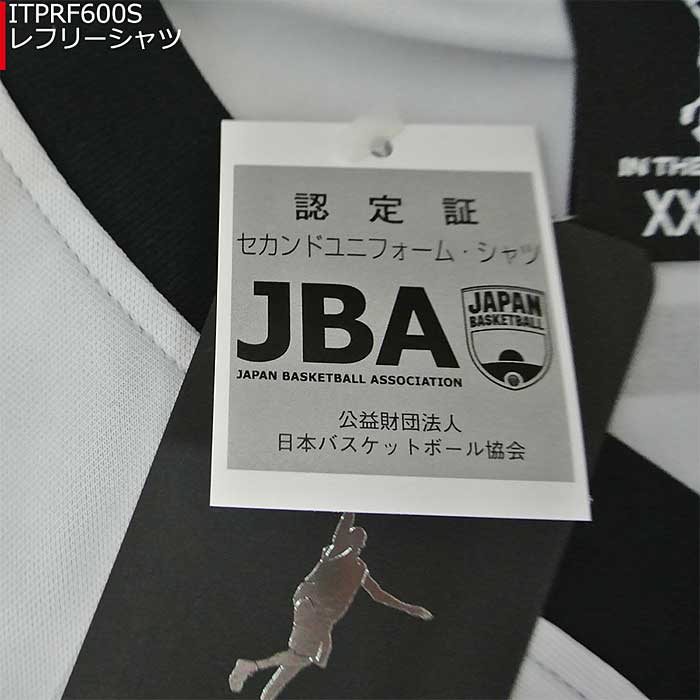 ITPRF600S
レフリーシャツ
IN THE
XX
認定証
セカンドユニフォーム・シャツ
JBA
JAPAN BASKETBALL ASSOCIATION
JAPAN
BASKETBALL
公益財団法人
日本バスケットボール協会